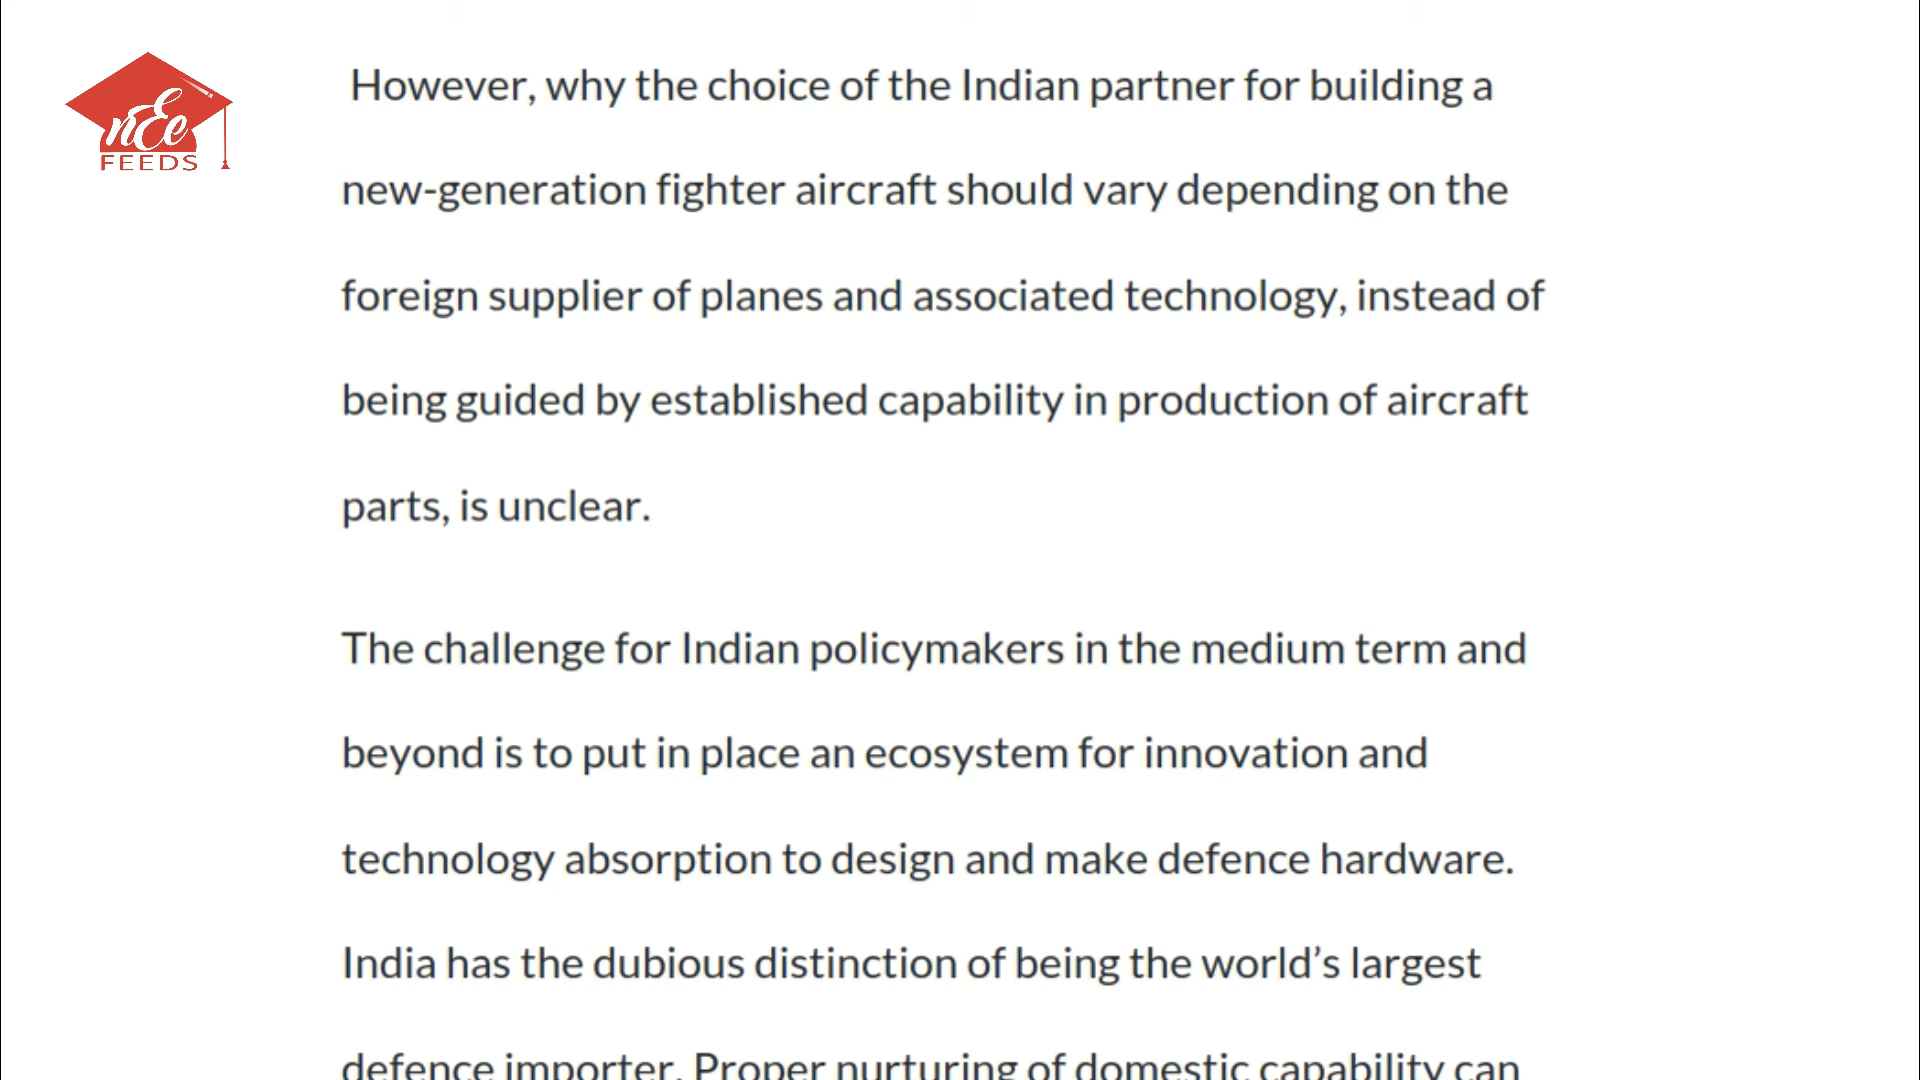 nEe
FEEDS
However, why the choice of the Indian partner for building a
new-generation fighter aircraft should vary depending on the
foreign supplier of planes and associated technology, instead of
being guided by established capability in production of aircraft
parts, is unclear.
The challenge for Indian policymakers in the medium term and
beyond is to put in place an ecosystem for innovation and
technology absorption to design and make defence hardware.
India has the dubious distinction of being the world’s largest
defence importer. Proper nurturing of domestic capability can